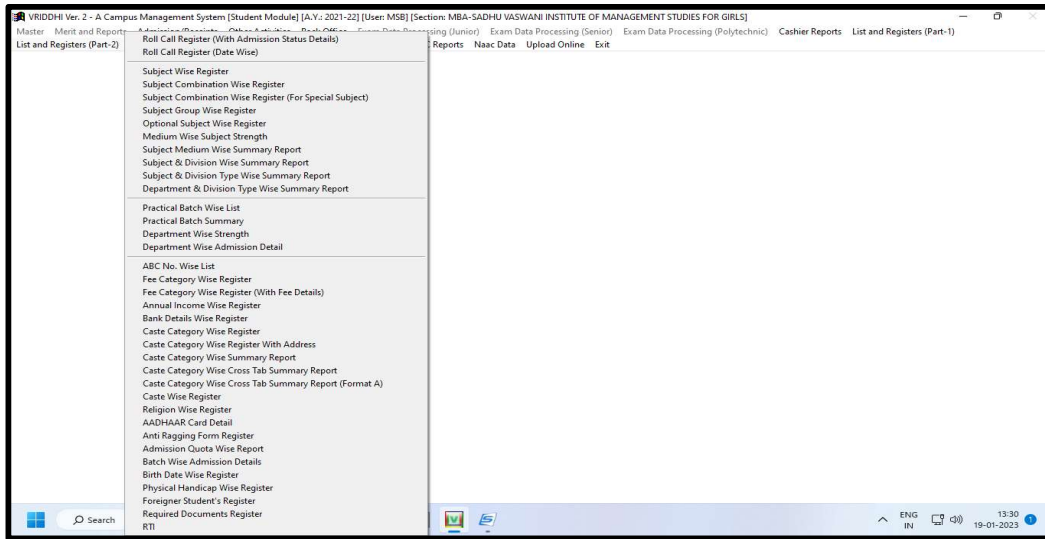 VRIDDHI Ver. 2 - A Campus Management System [Student Module] [A.Y.: 2021-22] [User: MSB] [Section: MBA-SADHU VASWANI INSTITUTE OF MANAGEMENT STUDIES FOR GIRLS]
Master Merit and Reports Admission/Receipts Other Activities Back Office Exam Data Processing (Junior) Exam Data Processing (Senior) Exam Data Processing (Polytechnic) Cashier Reports List and Registers (Part-1)
List and Registers (Part-2) Reports Naac Data Upload Online Exit
Roll Call Register (With Admission Status Details)
Roll Call Register (Date Wise)
Subject Wise Register
Subject Combination Wise Register
Subject Combination Wise Register (For Special Subject)
Subject Group Wise Register
Optional Subject Wise Register
Medium Wise Subject Strength
Subject Medium Wise Summary Report
Subject & Division Wise Summary Report
Subject & Division Type Wise Summary Report
Department & Division Type Wise Summary Report
Practical Batch Wise List
Practical Batch Summary
Department Wise Strength
Department Wise Admission Detail
ABC No. Wise List
Fee Category Wise Register
Fee Category Wise Register (With Fee Details)
Annual Income Wise Register
Bank Details Wise Register
Caste Category Wise Register
Caste Category Wise Register With Address
Caste Category Wise Summary Report
Caste Category Wise Cross Tab Summary Report
Caste Category Wise Cross Tab Summary Report (Format A)
Caste Wise Register
Religion Wise Register
AADHAAR Card Detail
Anti Ragging Form Register
Admission Quota Wise Report
Batch Wise Admission Details
Birth Date Wise Register
Physical Handicap Wise Register
Foreigner Student's Register
Required Documents Register
RTI
Search
ENG
IN
13:30
19-01-2023
1